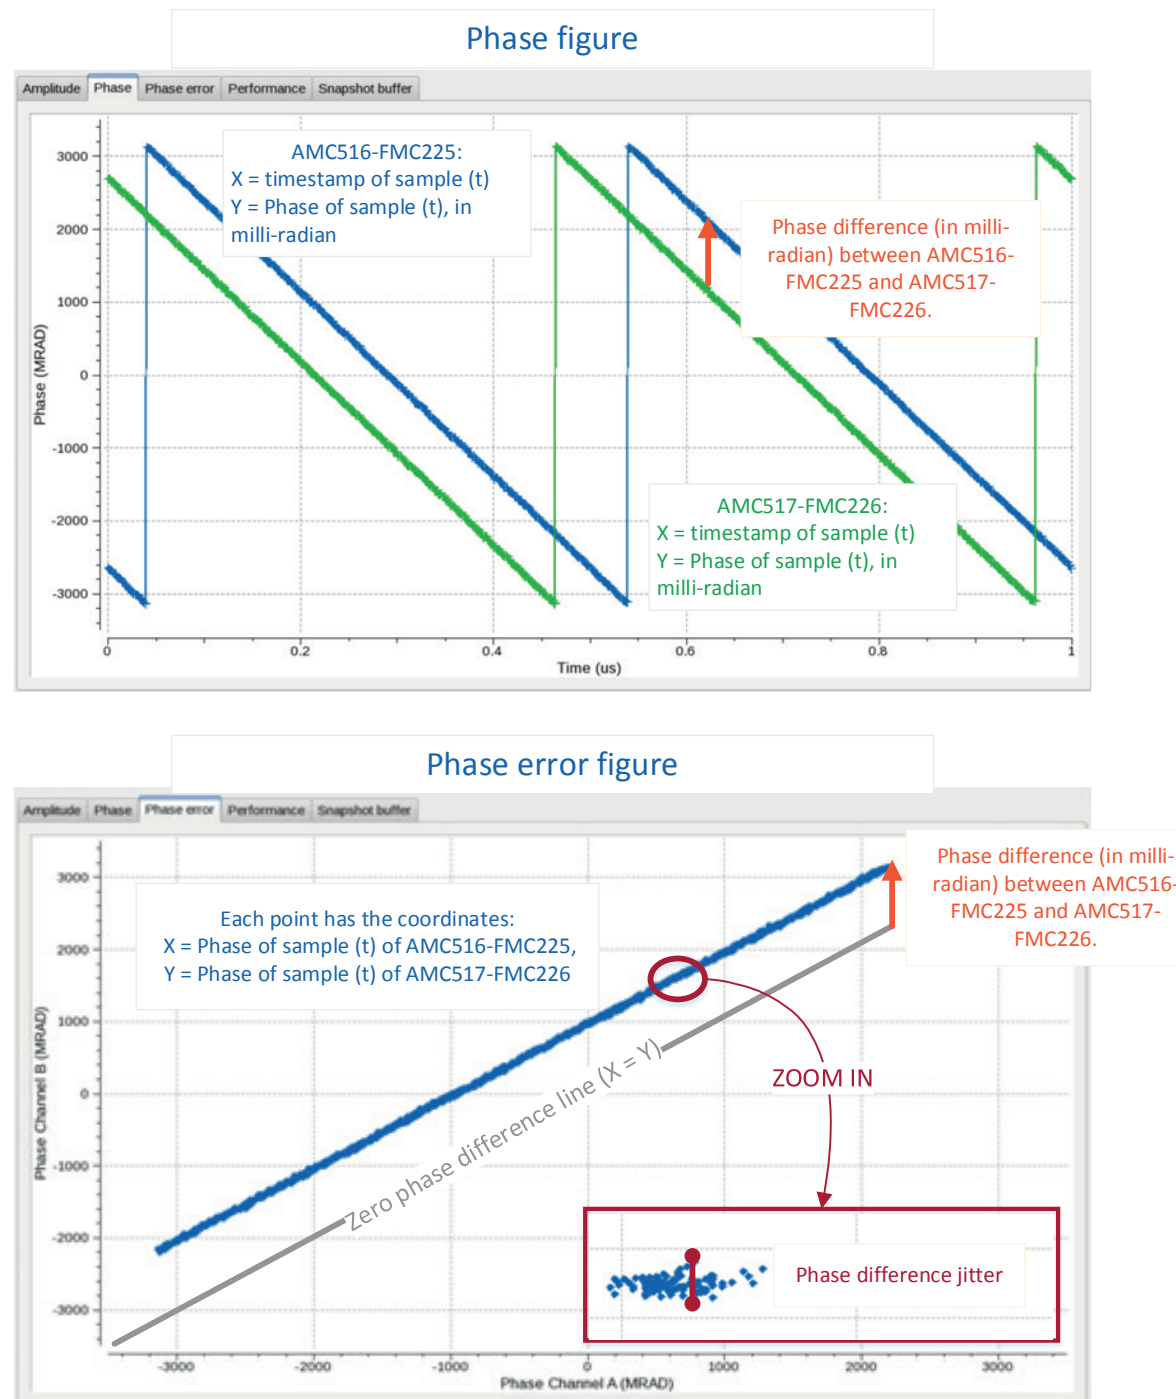 Phase figure
Amplitude Phase Phase error Performance Snapshot buffer
AMC516-FMC225:
X = timestamp of sample (t)
Y = Phase of sample (t), in
milli-radian
Phase difference (in milli-
radian) between AMC516-
FMC225 and AMC517-
FMC226.
AMC517-FMC226:
X = timestamp of sample (t)
Y = Phase of sample (t), in
milli-radian
3000
2000
1000
0
-1000
-2000
-3000
Phase (MRAD)
0 0.2 0.4 0.6 0.8 1
Time (us)
Phase error figure
Amplitude Phase Phase error Performance Snapshot buffer
Phase difference (in milli-
radian) between AMC516-
FMC225 and AMC517-
FMC226.
Each point has the coordinates:
X = Phase of sample (t) of AMC516-FMC225,
Y = Phase of sample (t) of AMC517-FMC226
Zero phase difference line (X = Y)
ZOOM IN
Phase difference jitter
3000
2000
1000
0
-1000
-2000
-3000
Phase Channel B (MRAD)
-3000 -2000 -1000 0 1000 2000 3000
Phase Channel A (MRAD)